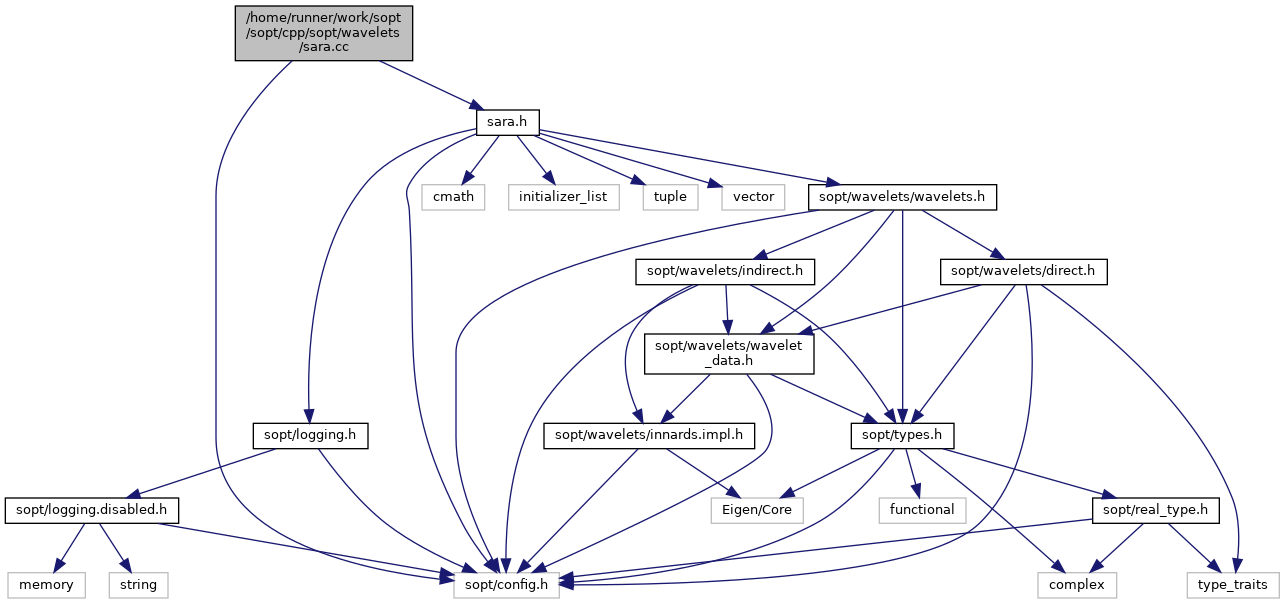 /home/runner/work/sopt
/sopt/cpp/sopt/wavelets
/sara.cc
sara.h
cmath
initializer_list
tuple
vector
sopt/wavelets/wavelets.h
sopt/wavelets/indirect.h
sopt/wavelets/direct.h
sopt/wavelets/wavelet
_data.h
sopt/logging.h
sopt/wavelets/innards.impl.h
sopt/types.h
sopt/logging.disabled.h
Eigen/Core
functional
sopt/real_type.h
memory
string
sopt/config.h
complex
type_traits